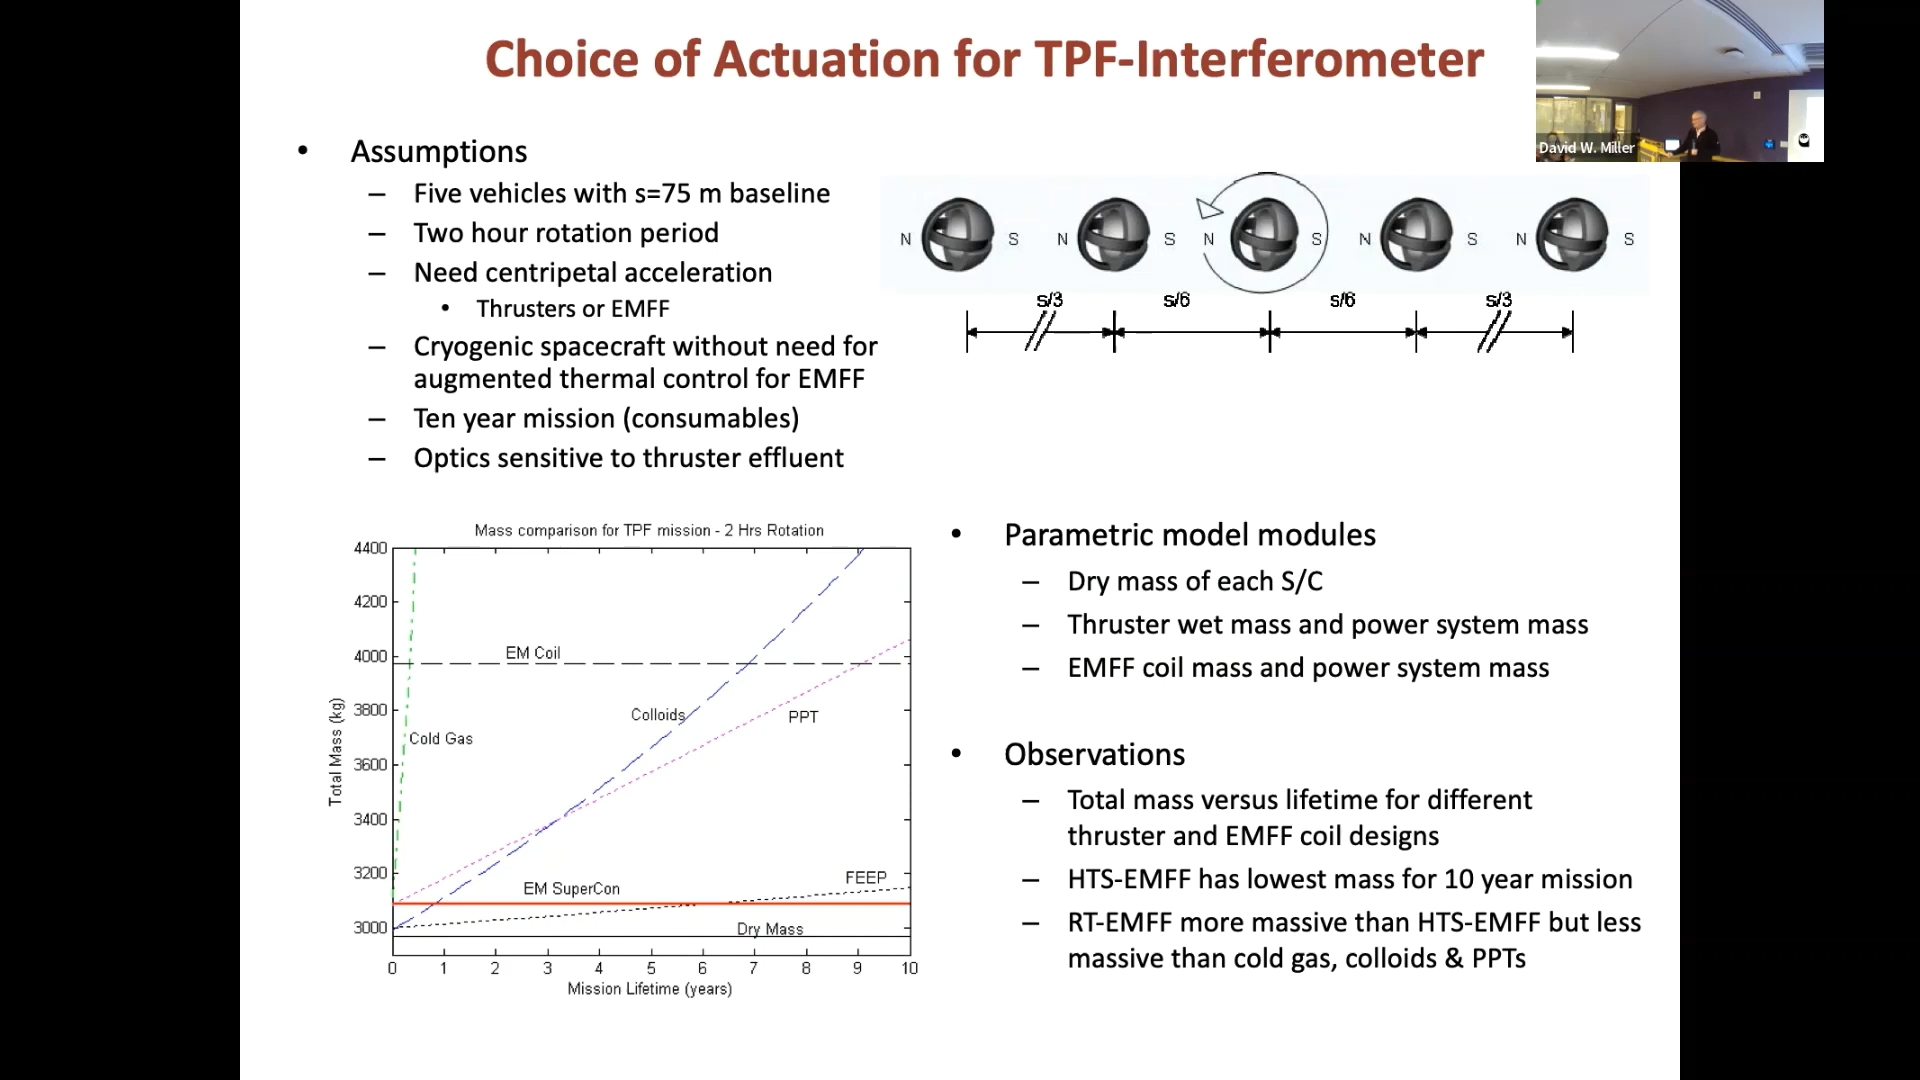 Choice of Actuation for TPF-Interferometer
David W. Miller
• Assumptions
– Five vehicles with s=75 m baseline
– Two hour rotation period
– Need centripetal acceleration
• Thrusters or EMFF
– Cryogenic spacecraft without need for
augmented thermal control for EMFF
– Ten year mission (consumables)
– Optics sensitive to thruster effluent
N S N S N S N S N S
s/3 s/6 s/6 s/3
Mass comparison for TPF mission - 2 Hrs Rotation
4400
4200
4000
3800
3600
3400
3200
3000
Total Mass (kg)
EM Coil
Colloids
PPT
Cold Gas
FEEP
EM SuperCon
Dry Mass
0 1 2 3 4 5 6 7 8 9 10
Mission Lifetime (years)
• Parametric model modules
– Dry mass of each S/C
– Thruster wet mass and power system mass
– EMFF coil mass and power system mass
• Observations
– Total mass versus lifetime for different
thruster and EMFF coil designs
– HTS-EMFF has lowest mass for 10 year mission
– RT-EMFF more massive than HTS-EMFF but less
massive than cold gas, colloids & PPTs